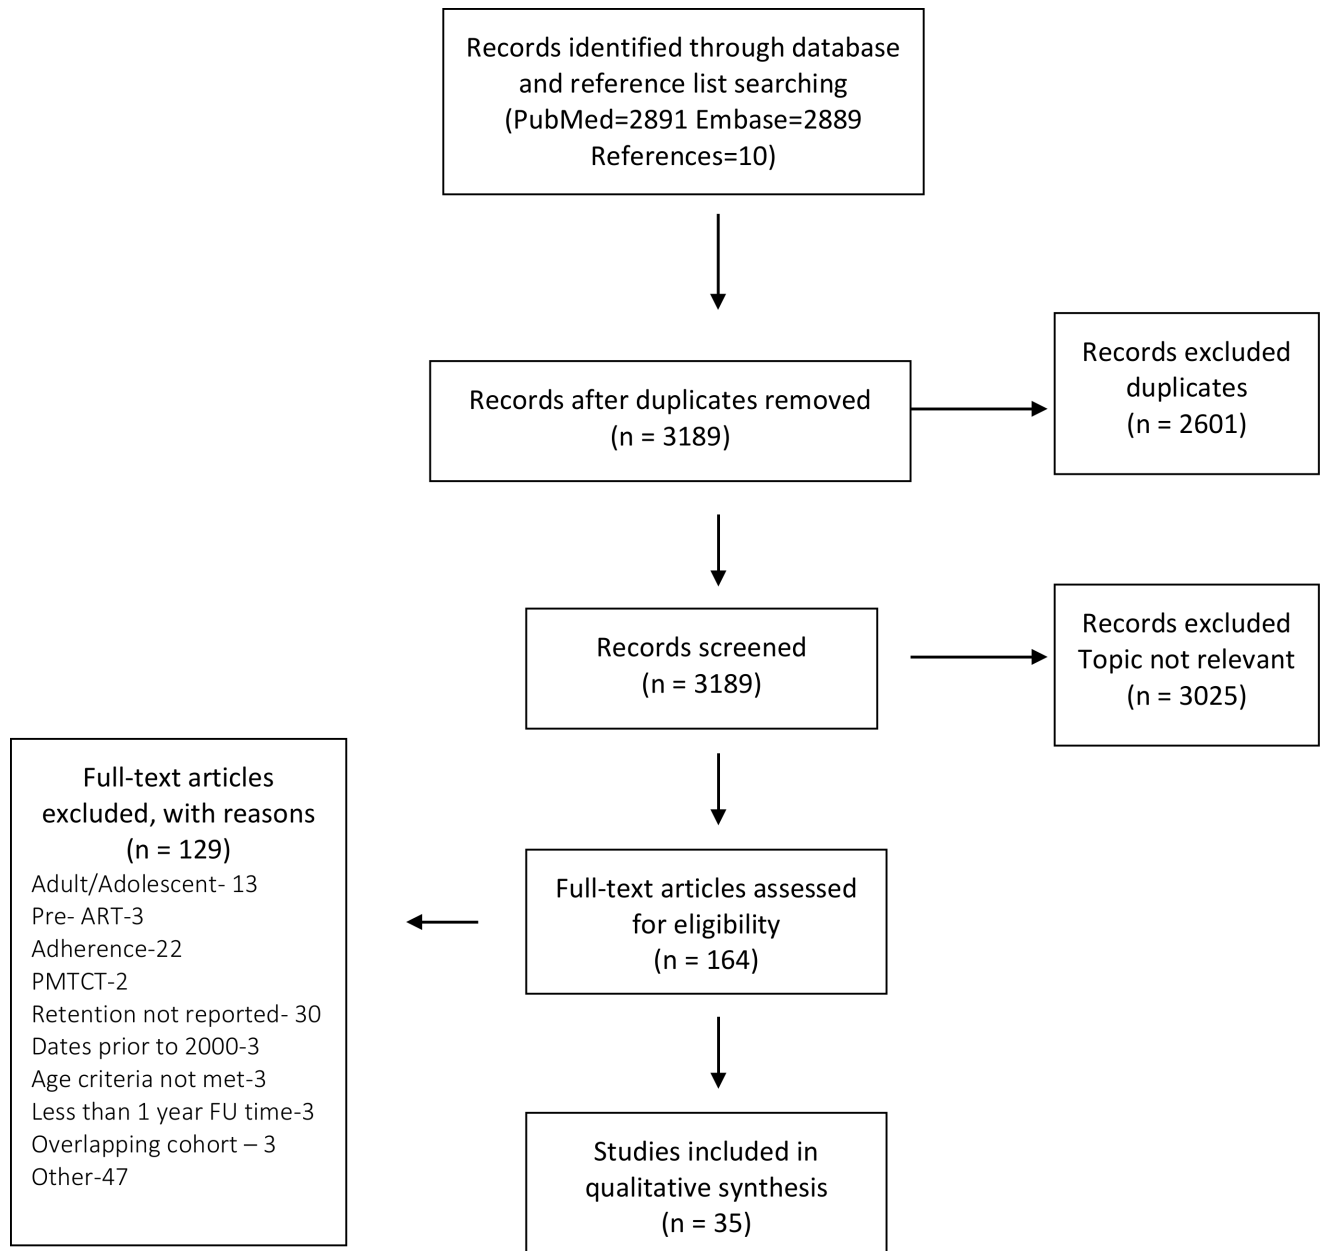 Records identified through database
and reference list searching
(PubMed=2891 Embase=2889
References=10)
Records after duplicates removed
(n = 3189)
Records excluded
duplicates
(n = 2601)
Records screened
(n = 3189)
Records excluded
Topic not relevant
(n = 3025)
Full-text articles assessed
for eligibility
(n = 164)
Full-text articles
excluded, with reasons
(n = 129)
Adult/Adolescent- 13
Pre- ART-3
Adherence-22
PMTCT-2
Retention not reported- 30
Dates prior to 2000-3
Age criteria not met-3
Less than 1 year FU time-3
Overlapping cohort – 3
Other-47
Studies included in
qualitative synthesis
(n = 35)